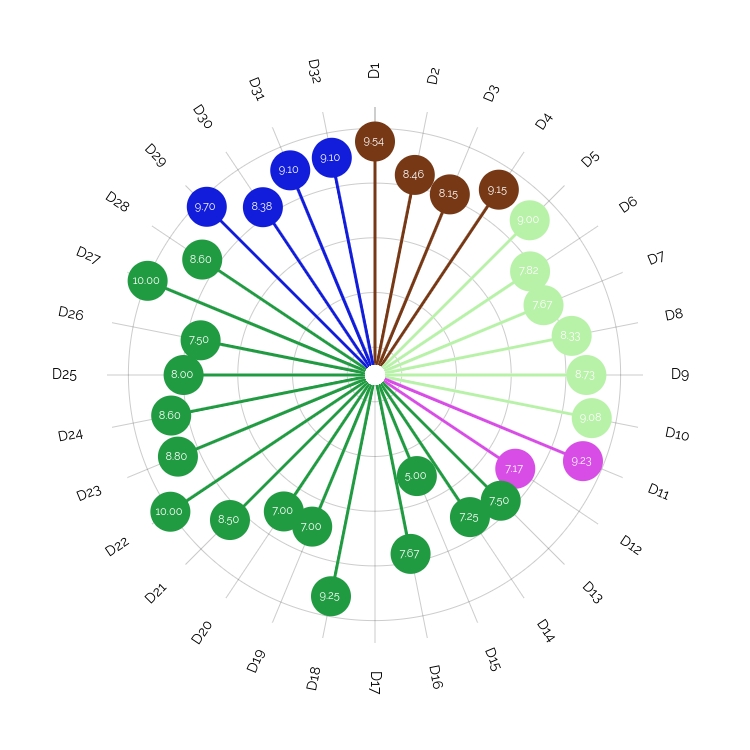 D1
D2
D3
D4
D5
D6
D7
D8
D9
D10
D11
D12
D13
D14
D15
D16
D17
D18
D19
D20
D21
D22
D23
D24
D25
D26
D27
D28
D29
D30
D31
D32
9.54
8.46
8.15
9.15
9.00
7.82
7.67
8.33
8.73
9.08
9.23
7.17
7.50
7.25
5.00
7.67
9.25
7.00
7.00
8.50
10.00
8.80
8.60
8.00
7.50
10.00
8.60
9.70
8.38
9.10
9.10